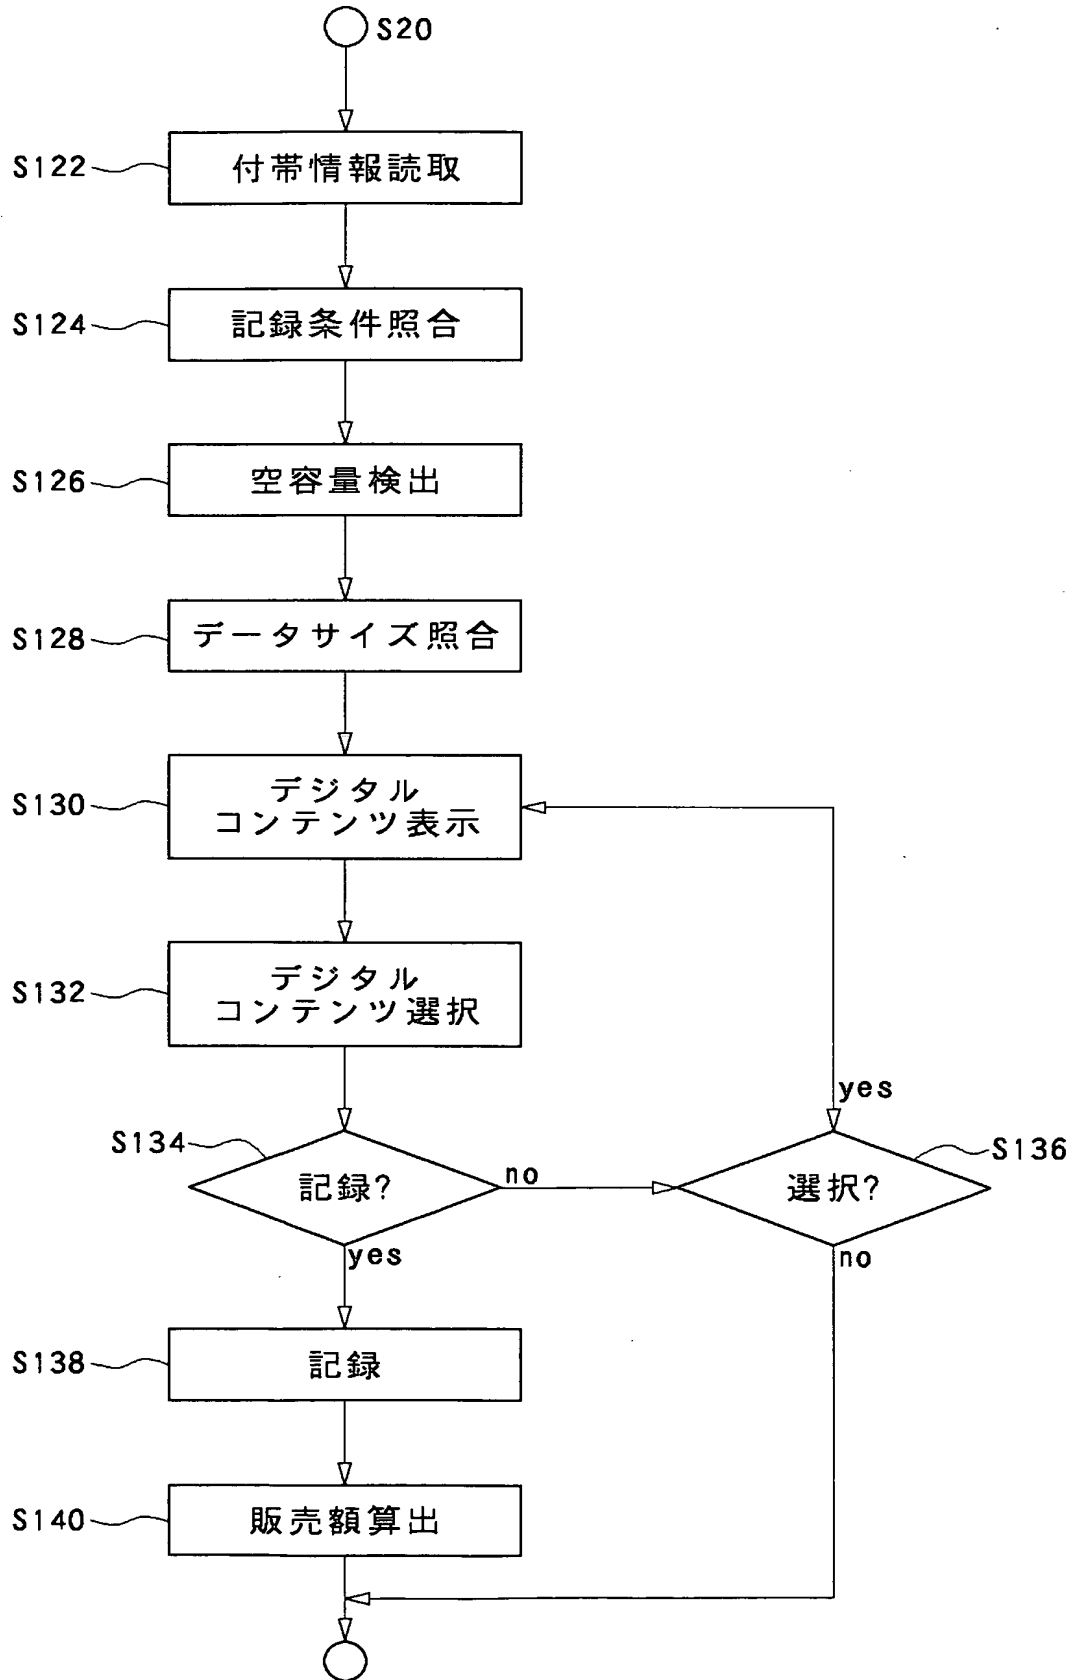 S20
S122
付帯情報読取
S124
記録条件照合
S126
空容量検出
S128
データサイズ照合
S130
デジタル
コンテンツ表示
S132
デジタル
コンテンツ選択
yes
S134
記録?
no
選択?
S136
yes
no
S138
記録
S140
販売額算出